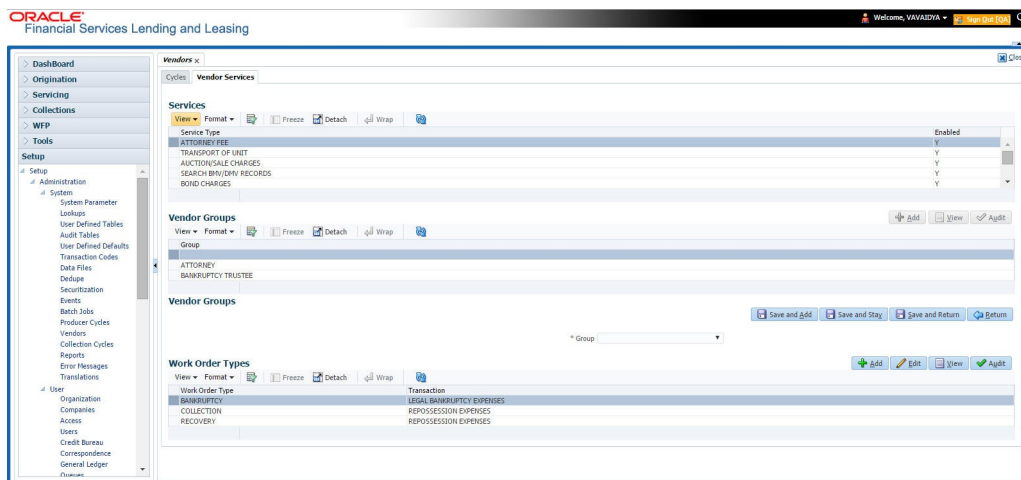 ORACLE®
Financial Services Lending and Leasing
Welcome, VAVAIDYA
Sign Out [QA]
DashBoard
Origination
Servicing
Collections
WFP
Tools
Setup
Setup
Administration
System
System Parameter
Lookups
User Defined Tables
Audit Tables
User Defined Defaults
Transaction Codes
Data Files
Dedupe
Securitization
Events
Batch Jobs
Producer Cycles
Vendors
Collection Cycles
Reports
Error Messages
Translations
User
Organization
Companies
Access
Users
Credit Bureau
Correspondence
General Ledger
Queues
Vendors x
Clos
Cycles Vendor Services
Services
View Format Freeze Detach Wrap
Service Type Enabled
ATTORNEY FEE Y
TRANSPORT OF UNIT Y
AUCTION/SALE CHARGES Y
SEARCH BMV/DMV RECORDS Y
BOND CHARGES Y
Vendor Groups
Add View Audit
View Format Freeze Detach Wrap
Group
ATTORNEY
BANKRUPTCY TRUSTEE
Vendor Groups
Save and Add Save and Stay Save and Return Return
* Group
Work Order Types
Add Edit View Audit
View Format Freeze Detach Wrap
Work Order Type Transaction
BANKRUPTCY LEGAL BANKRUPTCY EXPENSES
COLLECTION REPOSSESSION EXPENSES
RECOVERY REPOSSESSION EXPENSES